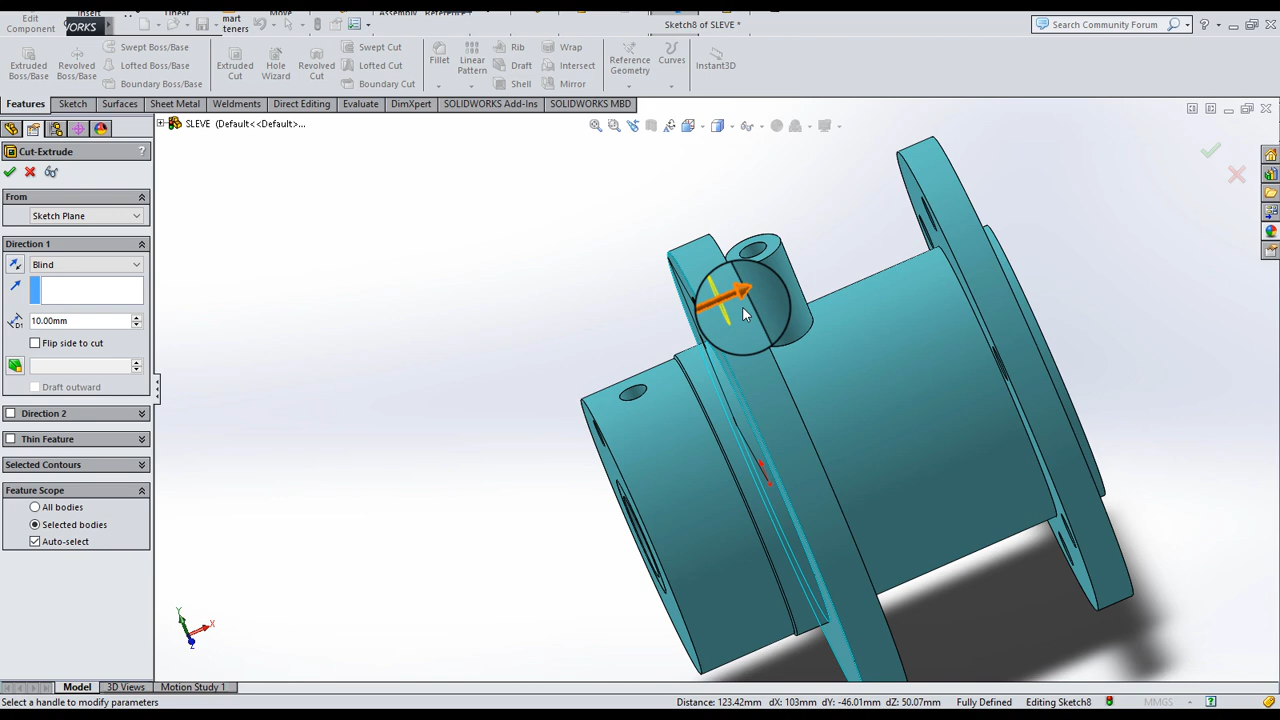 Edit
Component
WORKS
mart
teners
Assembly
Reference
Sketch8 of SLEVE *
Search Community Forum
Extruded
Boss/Base
Revolved
Boss/Base
Swept Boss/Base
Lofted Boss/Base
Boundary Boss/Base
Extruded
Cut
Hole
Wizard
Revolved
Cut
Swept Cut
Lofted Cut
Boundary Cut
Fillet
Linear
Pattern
Rib
Draft
Shell
Wrap
Intersect
Mirror
Reference
Geometry
Curves
Instant3D
Features Sketch Surfaces Sheet Metal Weldments Direct Editing Evaluate DimXpert SOLIDWORKS Add-Ins SOLIDWORKS MBD
SLEVE (Default<<Default>...
Cut-Extrude ?
From
Sketch Plane
Direction 1
Blind
10.00mm
Flip side to cut
Draft outward
Direction 2
Thin Feature
Selected Contours
Feature Scope
All bodies
Selected bodies
Auto-select
Y
X
Z
Model 3D Views Motion Study 1
Select a handle to modify parameters Distance: 123.42mm dX: 103mm dY: -46.01mm dZ: 50.07mm Fully Defined Editing Sketch8 MMGS